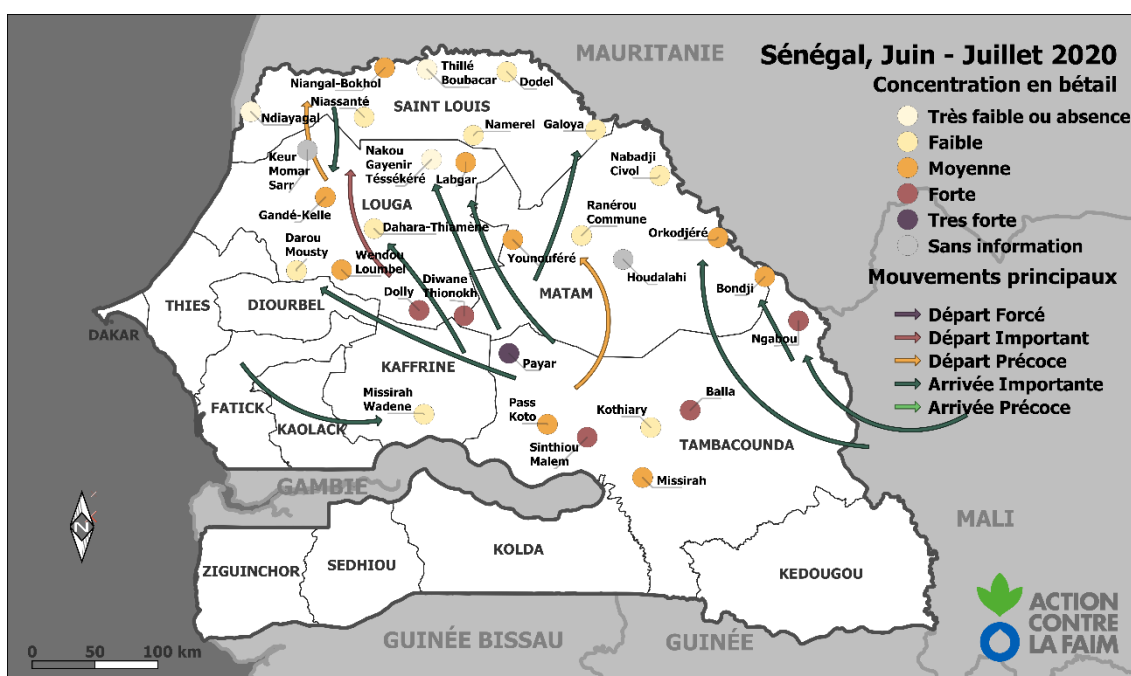 MAURITANIE
Sénégal, Juin - Juillet 2020
Concentration en bétail
Très faible ou absence
Faible
Moyenne
Forte
Tres forte
Sans information
Mouvements principaux
Départ Forcé
Départ Important
Départ Précoce
Arrivée Importante
Arrivée Précoce
Niangal-Bokhol
Thillé
Boubacar
Dodel
Niassanté
SAINT LOUIS
Ndiayagal
Namerel
Galoya
Keur
Momar
Sarr
Nakou
Gayenir
Téssékéré
Labgar
Nabadji
Civol
LOUGA
Gandé-Kelle
Ranérou
Commune
Dahara-Thiamène
Orkodjéré
Darou
Mousty
Wendou
Loumbel
Younouféré
Houdalahi
Diwane
Thionokh
MATAM
Bondji
THIES
DIOURBEL
Dolly
DAKAR
Ngabou
KAFFRINE
Payar
Missirah
Wadene
Balla
FATICK
Pass
Koto
Kothiary
KAOLACK
Sinthiou
Malem
TAMBACOUNDA
Missirah
GAMBIE
MALI
N
ZIGUINCHOR
SEDHIOU
KOLDA
KEDOUGOU
GUINÉE BISSAU
GUINÉE
0 50 100 km
ACTION
CONTRE
LA FAIM